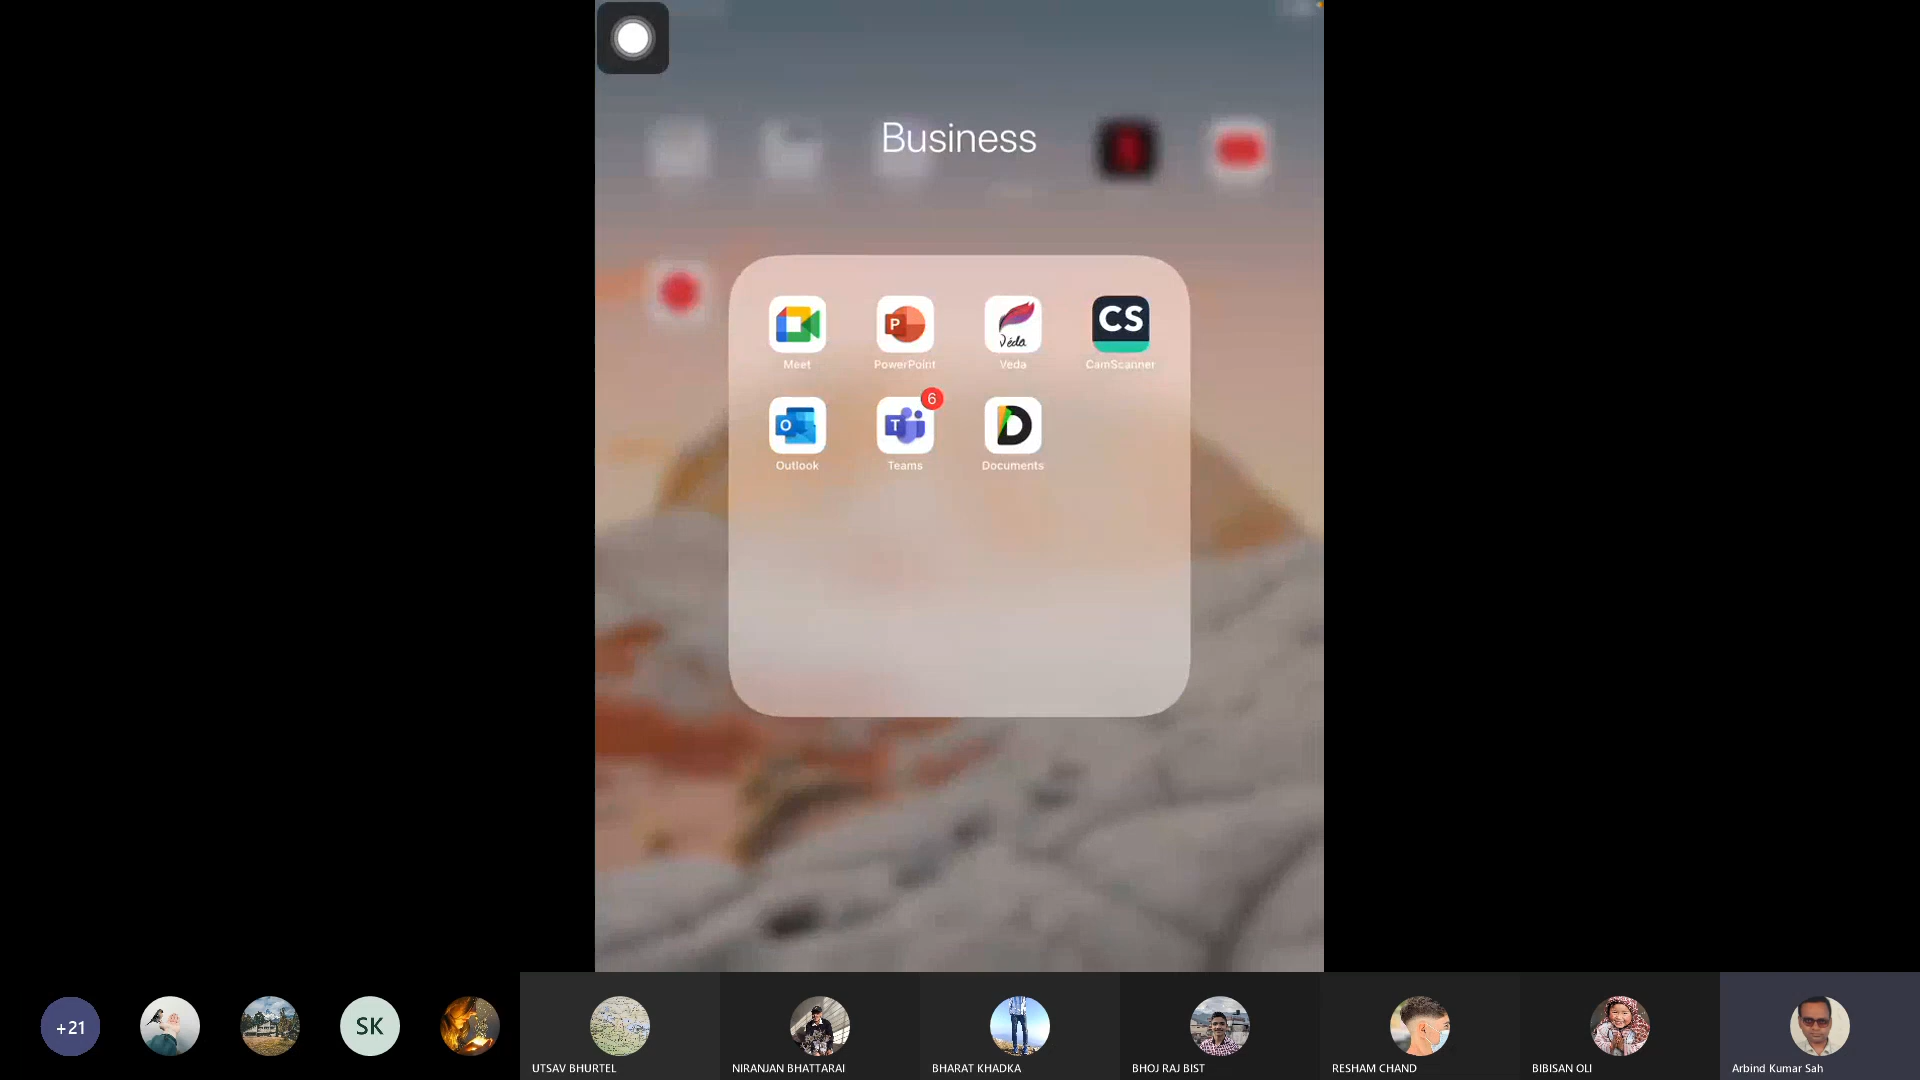 Business
Meet
PowerPoint
Veda
CamScanner
P
Veda
CS
6
O
T
D
Outlook
Teams
Documents
+21
SK
UTSAV BHURTEL
NIRANJAN BHATTARAI
BHARAT KHADKA
BHOJ RAJ BIST
RESHAM CHAND
BIBISAN OLI
Arbind Kumar Sah